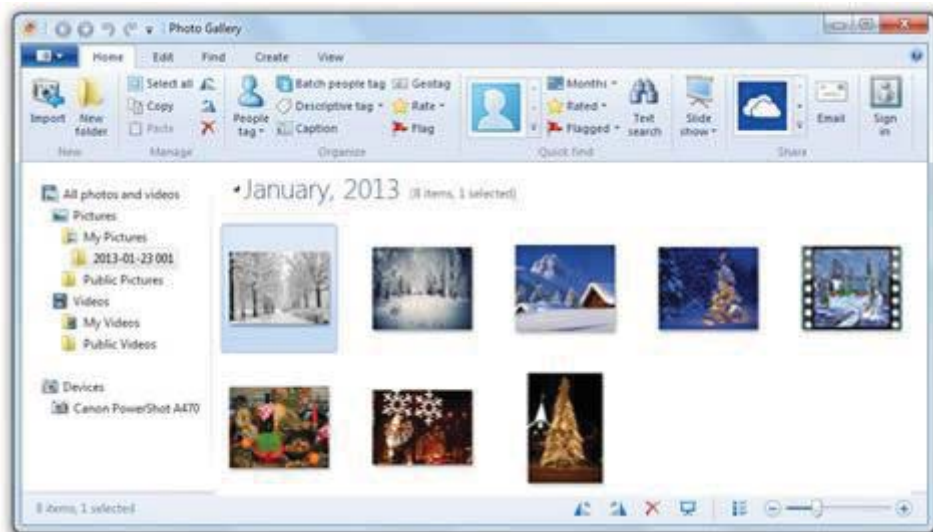 Photo Gallery
Home Edit Find Create View
Import
New folder
Select all
Copy
Paste
People tag
Batch people tag
Descriptive tag
Caption
Geotag
Rate
Flag
Months
Rated
Flagged
Text search
Slide show
Email
Sign in
New Manage Organize Quick find Share
All photos and videos
Pictures
My Pictures
2013-01-23 001
Public Pictures
Videos
My Videos
Public Videos
Devices
Canon PowerShot A470
January, 2013 (8 items, 1 selected)
8 items, 1 selected